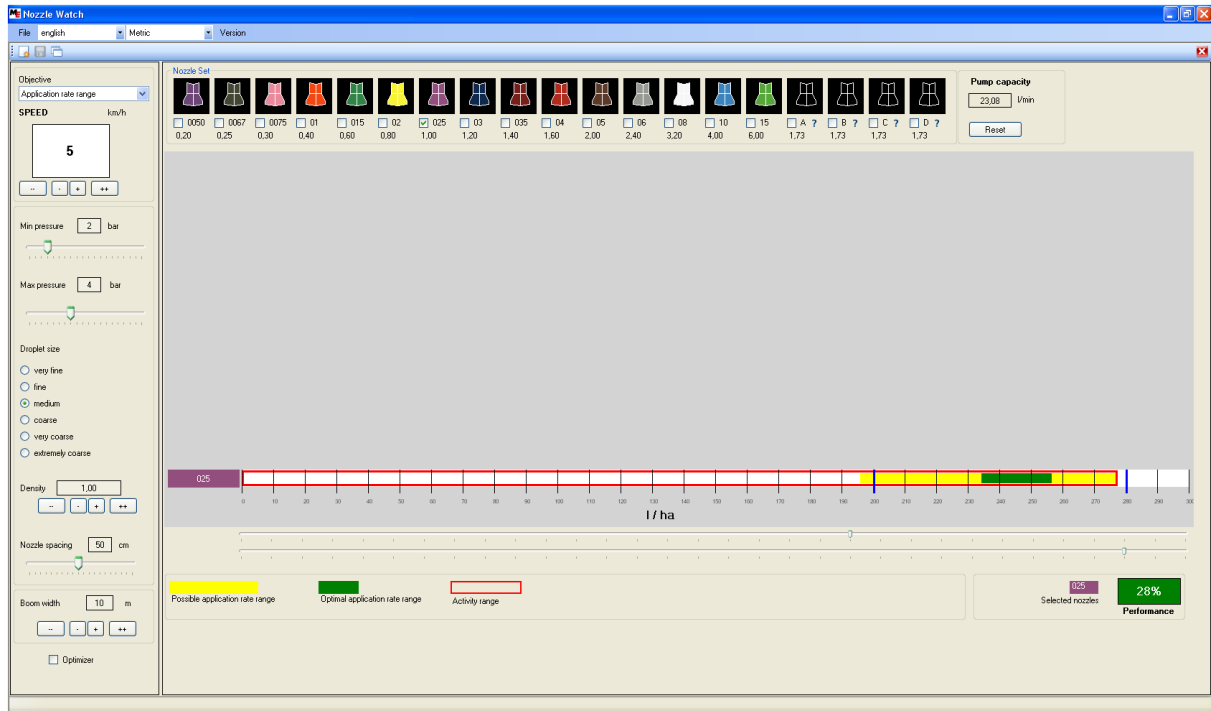 Nozzle Watch
File english Metric Version
Objective
Application rate range
SPEED km/h
5
-- - + ++
Min pressure 2 bar
Max pressure 4 bar
Droplet size
very fine
fine
medium
coarse
very coarse
extremely coarse
Density 1,00
-- - + ++
Nozzle spacing 50 cm
Boom width 10 m
-- - + ++
Optimizer
Nozzle Set
0050 0067 0075 01 015 02 025 03 035 04 05 06 08 10 15 A ? B ? C ? D ?
0,20 0,25 0,30 0,40 0,60 0,80 1,00 1,20 1,40 1,60 2,00 2,40 3,20 4,00 6,00 1,73 1,73 1,73 1,73
Pump capacity
23,08 l/min
Reset
025
0 10 20 30 40 50 60 70 80 90 100 110 120 130 140 150 160 170 180 190 200 210 220 230 240 250 260 270 280 290 300
l / ha
Possible application rate range
Optimal application rate range
Activity range
025
Selected nozzles
28%
Performance